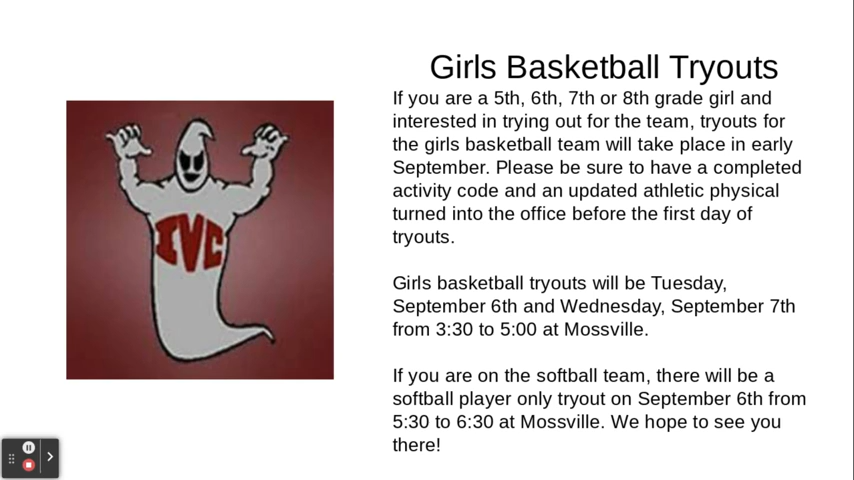 Girls Basketball Tryouts
If you are a 5th, 6th, 7th or 8th grade girl and
interested in trying out for the team, tryouts for
the girls basketball team will take place in early
September. Please be sure to have a completed
activity code and an updated athletic physical
turned into the office before the first day of
tryouts.
Girls basketball tryouts will be Tuesday,
September 6th and Wednesday, September 7th
from 3:30 to 5:00 at Mossville.
If you are on the softball team, there will be a
softball player only tryout on September 6th from
5:30 to 6:30 at Mossville. We hope to see you
there!
IVC